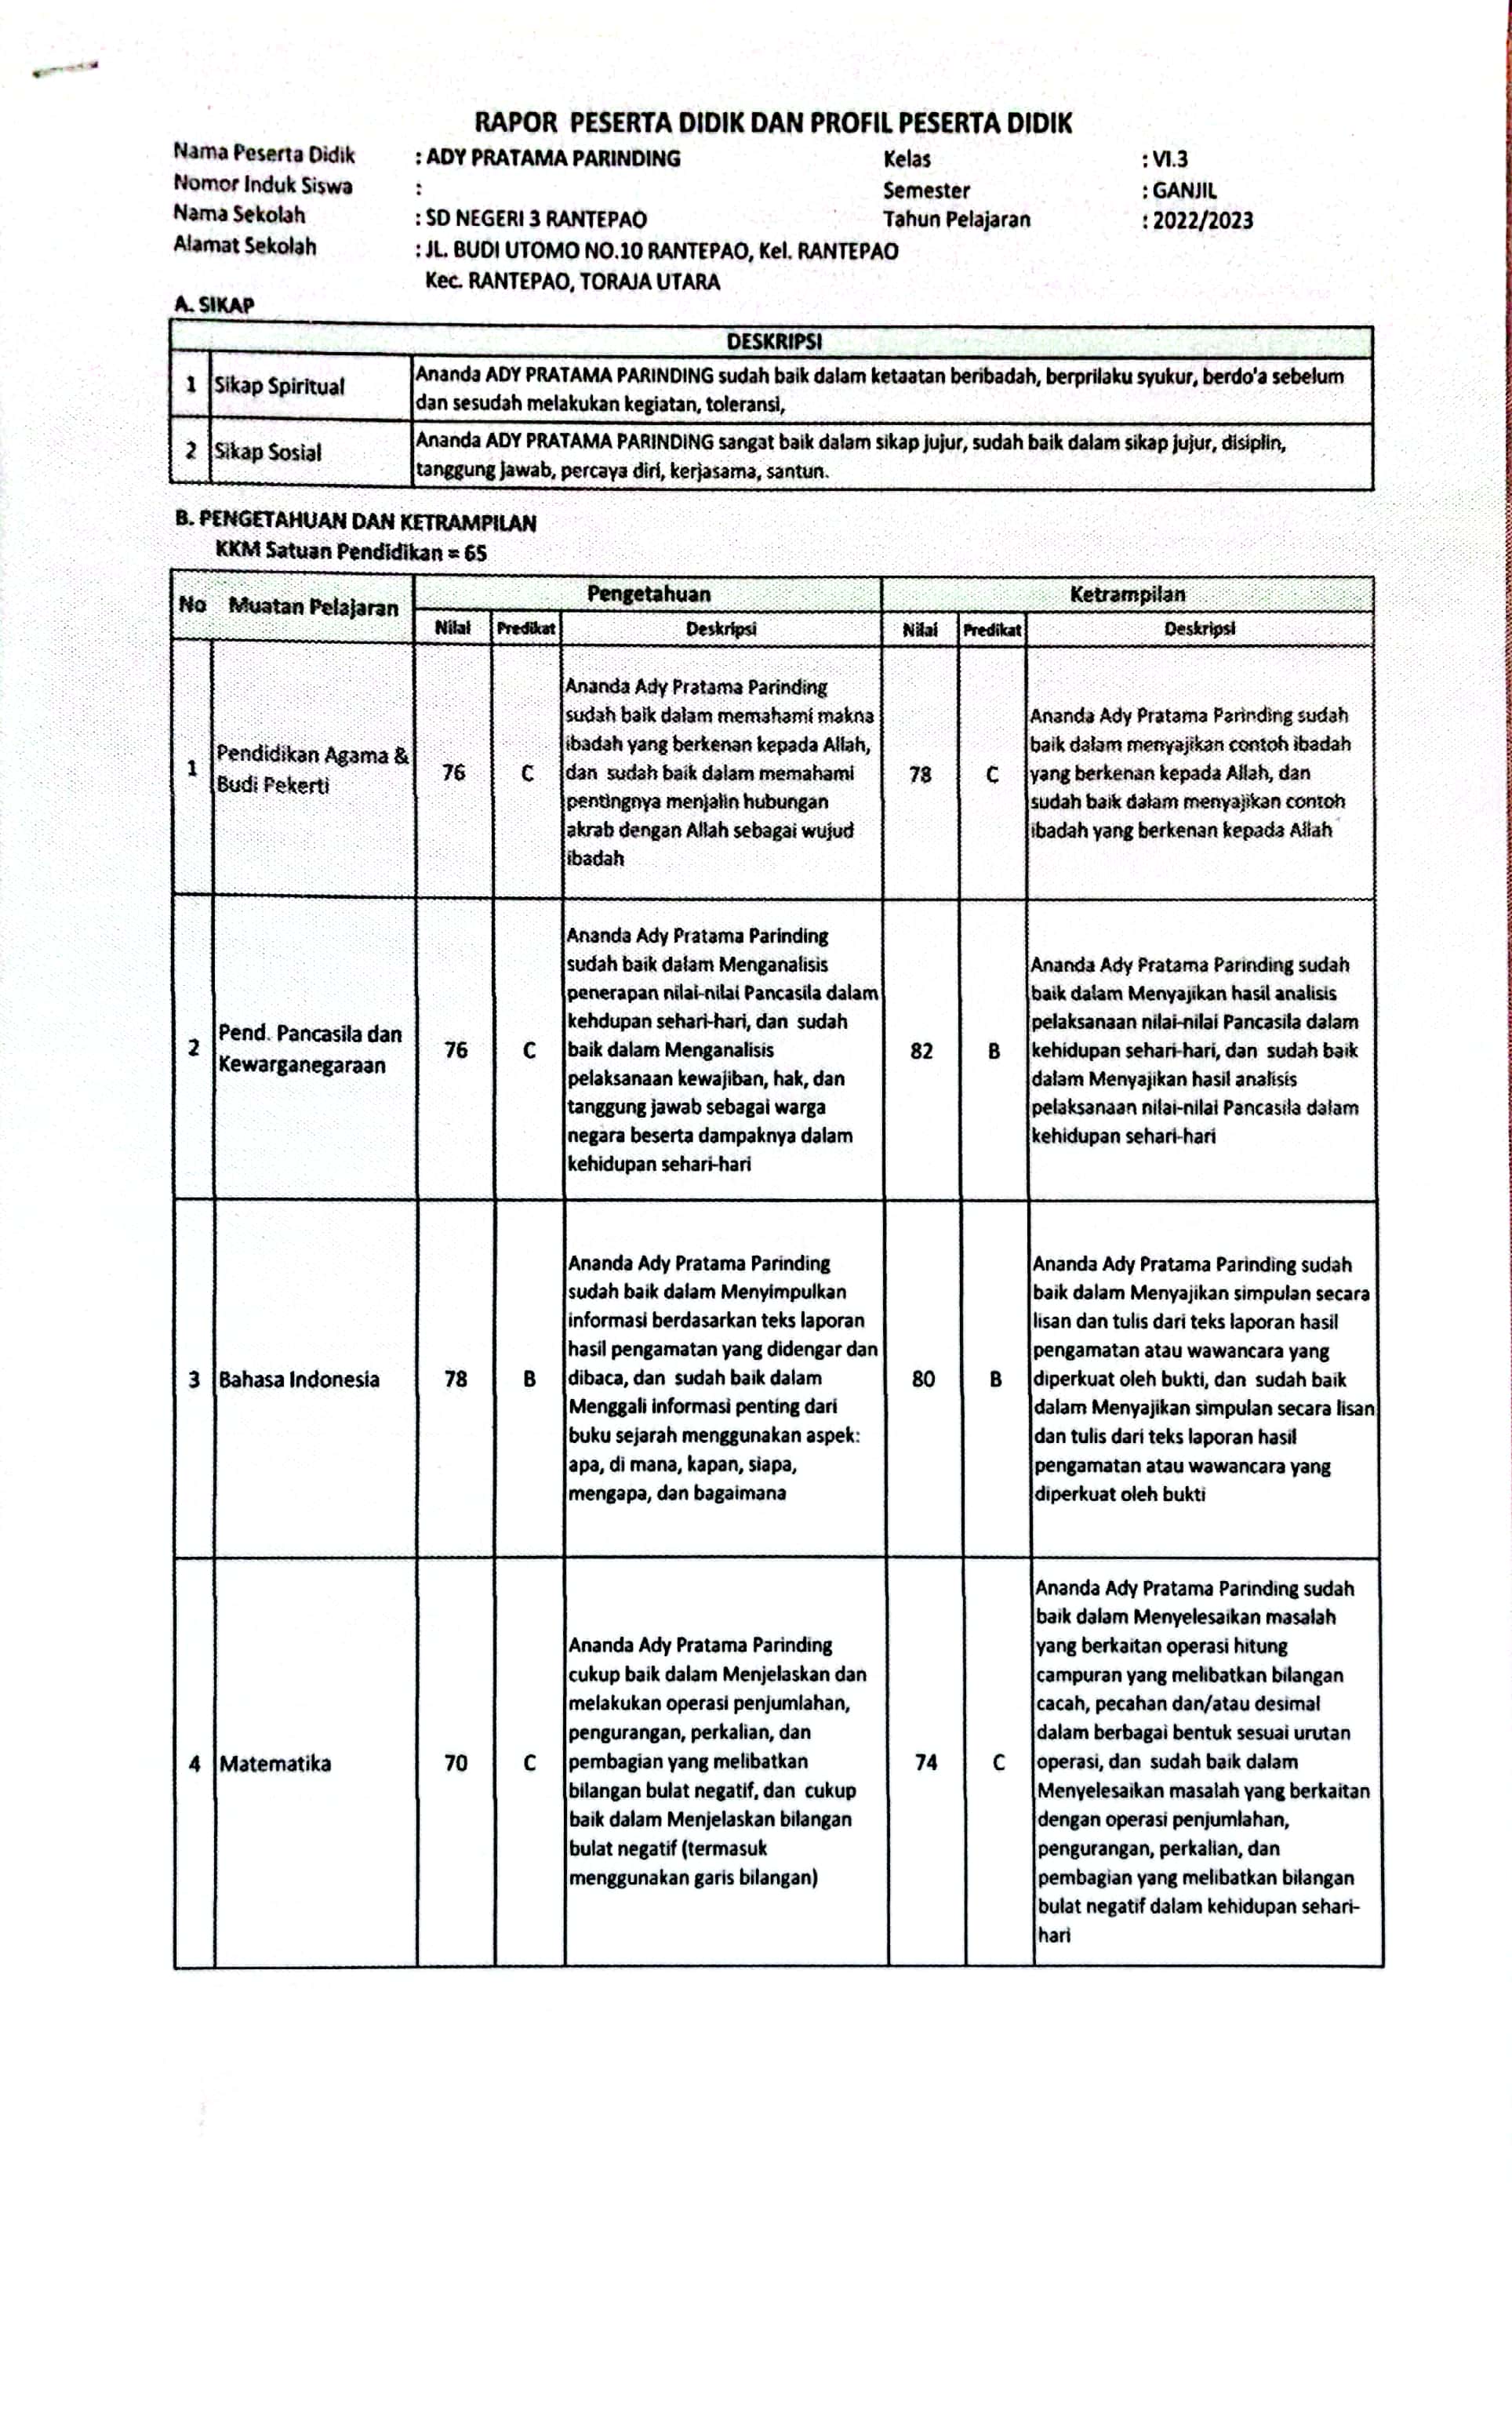 RAPOR PESERTA DIDIK DAN PROFIL PESERTA DIDIK
Nama Peserta Didik : ADY PRATAMA PARINDING Kelas : VI.3
Nomor Induk Siswa : Semester : GANJIL
Nama Sekolah : SD NEGERI 3 RANTEPAO Tahun Pelajaran : 2022/2023
Alamat Sekolah : JL. BUDI UTOMO NO.10 RANTEPAO, Kel. RANTEPAO
Kec. RANTEPAO, TORAJA UTARA
A. SIKAP
DESKRIPSI
1 Sikap Spiritual
Ananda ADY PRATAMA PARINDING sudah baik dalam ketaatan beribadah, berprilaku syukur, berdo'a sebelum
dan sesudah melakukan kegiatan, toleransi,
2 Sikap Sosial
Ananda ADY PRATAMA PARINDING sangat baik dalam sikap jujur, sudah baik dalam sikap jujur, disiplin,
tanggung jawab, percaya diri, kerjasama, santun.
B. PENGETAHUAN DAN KETRAMPILAN
KKM Satuan Pendidikan = 65
No Muatan Pelajaran Pengetahuan Ketrampilan
Nilai Predikat Deskripsi Nilai Predikat Deskripsi
1
Pendidikan Agama &
Budi Pekerti
76 C
Ananda Ady Pratama Parinding
sudah baik dalam memahami makna
ibadah yang berkenan kepada Allah,
dan sudah baik dalam memahami
pentingnya menjalin hubungan
akrab dengan Allah sebagai wujud
ibadah
78 C
Ananda Ady Pratama Parinding sudah
baik dalam menyajikan contoh ibadah
yang berkenan kepada Allah, dan
sudah baik dalam menyajikan contoh
ibadah yang berkenan kepada Allah
2
Pend. Pancasila dan
Kewarganegaraan
76 C
Ananda Ady Pratama Parinding
sudah baik dalam Menganalisis
penerapan nilai-nilai Pancasila dalam
kehdupan sehari-hari, dan sudah
baik dalam Menganalisis
pelaksanaan kewajiban, hak, dan
tanggung jawab sebagai warga
negara beserta dampaknya dalam
kehidupan sehari-hari
82 B
Ananda Ady Pratama Parinding sudah
baik dalam Menyajikan hasil analisis
pelaksanaan nilai-nilai Pancasila dalam
kehidupan sehari-hari, dan sudah baik
dalam Menyajikan hasil analisis
pelaksanaan nilai-nilai Pancasila dalam
kehidupan sehari-hari
3 Bahasa Indonesia 78 B
Ananda Ady Pratama Parinding
sudah baik dalam Menyimpulkan
informasi berdasarkan teks laporan
hasil pengamatan yang didengar dan
dibaca, dan sudah baik dalam
Menggali informasi penting dari
buku sejarah menggunakan aspek:
apa, di mana, kapan, siapa,
mengapa, dan bagaimana
80 B
Ananda Ady Pratama Parinding sudah
baik dalam Menyajikan simpulan secara
lisan dan tulis dari teks laporan hasil
pengamatan atau wawancara yang
diperkuat oleh bukti, dan sudah baik
dalam Menyajikan simpulan secara lisan
dan tulis dari teks laporan hasil
pengamatan atau wawancara yang
diperkuat oleh bukti
4 Matematika 70 C
Ananda Ady Pratama Parinding
cukup baik dalam Menjelaskan dan
melakukan operasi penjumlahan,
pengurangan, perkalian, dan
pembagian yang melibatkan
bilangan bulat negatif, dan cukup
baik dalam Menjelaskan bilangan
bulat negatif (termasuk
menggunakan garis bilangan)
74 C
Ananda Ady Pratama Parinding sudah
baik dalam Menyelesaikan masalah
yang berkaitan operasi hitung
campuran yang melibatkan bilangan
cacah, pecahan dan/atau desimal
dalam berbagai bentuk sesuai urutan
operasi, dan sudah baik dalam
Menyelesaikan masalah yang berkaitan
dengan operasi penjumlahan,
pengurangan, perkalian, dan
pembagian yang melibatkan bilangan
bulat negatif dalam kehidupan sehari-
hari